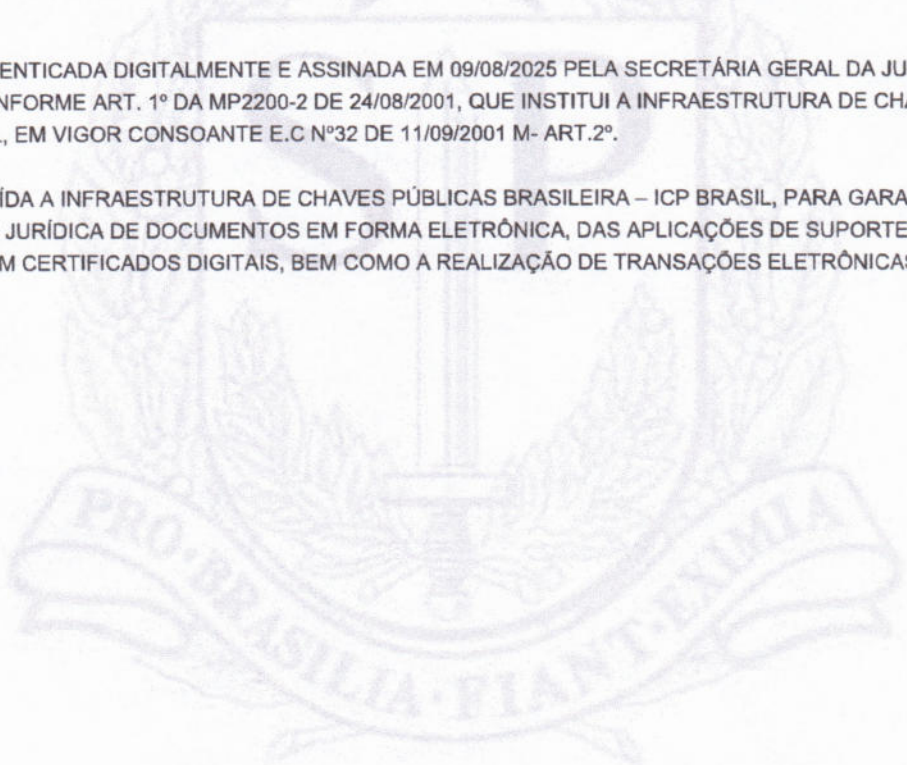 ENTICADA DIGITALMENTE E ASSINADA EM 09/08/2025 PELA SECRETÁRIA GERAL DA JU
NFORME ART. 1º DA MP2200-2 DE 24/08/2001, QUE INSTITUI A INFRAESTRUTURA DE CHA
, EM VIGOR CONSOANTE E.C Nº32 DE 11/09/2001 M- ART.2º.
ÍDA A INFRAESTRUTURA DE CHAVES PÚBLICAS BRASILEIRA – ICP BRASIL, PARA GARA
JURÍDICA DE DOCUMENTOS EM FORMA ELETRÔNICA, DAS APLICAÇÕES DE SUPORTE
M CERTIFICADOS DIGITAIS, BEM COMO A REALIZAÇÃO DE TRANSAÇÕES ELETRÔNICAS
SP
PRO·BRASILIA·FIANT·EXIMIA